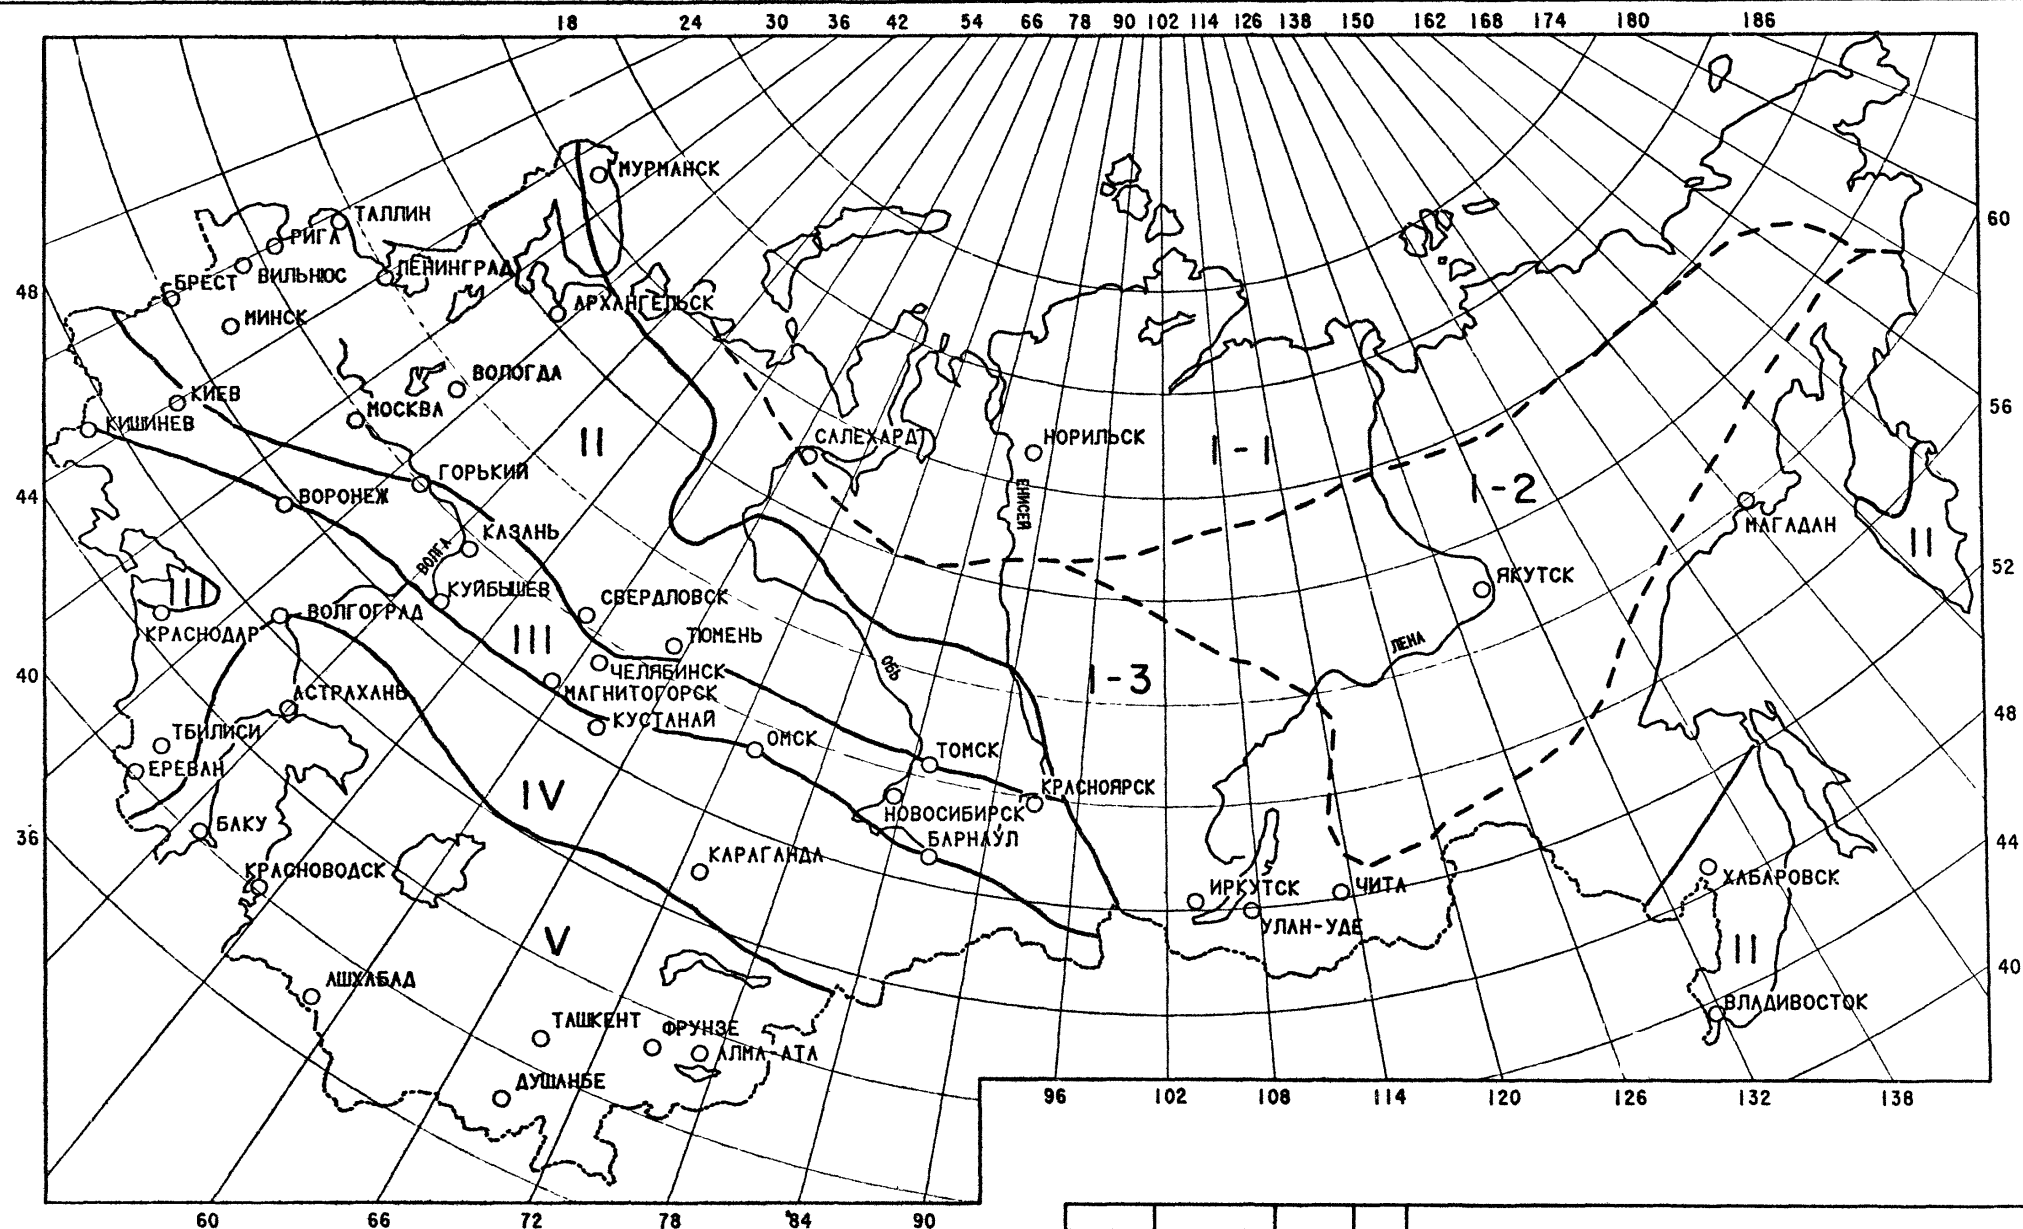 18 24 30 36 42 54 66 78 90 102 114 126 138 150 162 168 174 180 186
МУРМАНСК
ТАЛЛИН
РИГА
60
ЛЕНИНГРАД
ВИЛЬНЮС
БРЕСТ
48
АРХАНГЕЛЬСК
МИНСК
ВОЛОГДА
КИЕВ
56
МОСКВА
КИШИНЕВ
II
САЛЕХАРД
НОРИЛЬСК
I-1
ГОРЬКИЙ
I-2
44
ВОРОНЕЖ
ЕНИСЕЙ
МАГАДАН
КАЗАНЬ
II
ВОЛГА
52
ЯКУТСК
III
КУЙБЫШЕВ
СВЕРДЛОВСК
ВОЛГОГРАД
КРАСНОДАР
ТЮМЕНЬ
III
ЛЕНА
ОБЬ
ЧЕЛЯБИНСК
40
I-3
АСТРАХАНЬ
МАГНИТОГОРСК
48
КУСТАНАЙ
ТБИЛИСИ
ОМСК
ТОМСК
ЕРЕВАН
КРАСНОЯРСК
IV
НОВОСИБИРСК
БАКУ
36
БАРНАУЛ
44
КАРАГАНДА
КРАСНОВОДСК
ИРКУТСК
ЧИТА
ХАБАРОВСК
УЛАН-УДЕ
V
II
40
АШХАБАД
ВЛАДИВОСТОК
ТАШКЕНТ
ФРУНЗЕ
АЛМА-АТА
ДУШАНБЕ
96 102 108 114 120 126 132 138
60 66 72 78 84 90